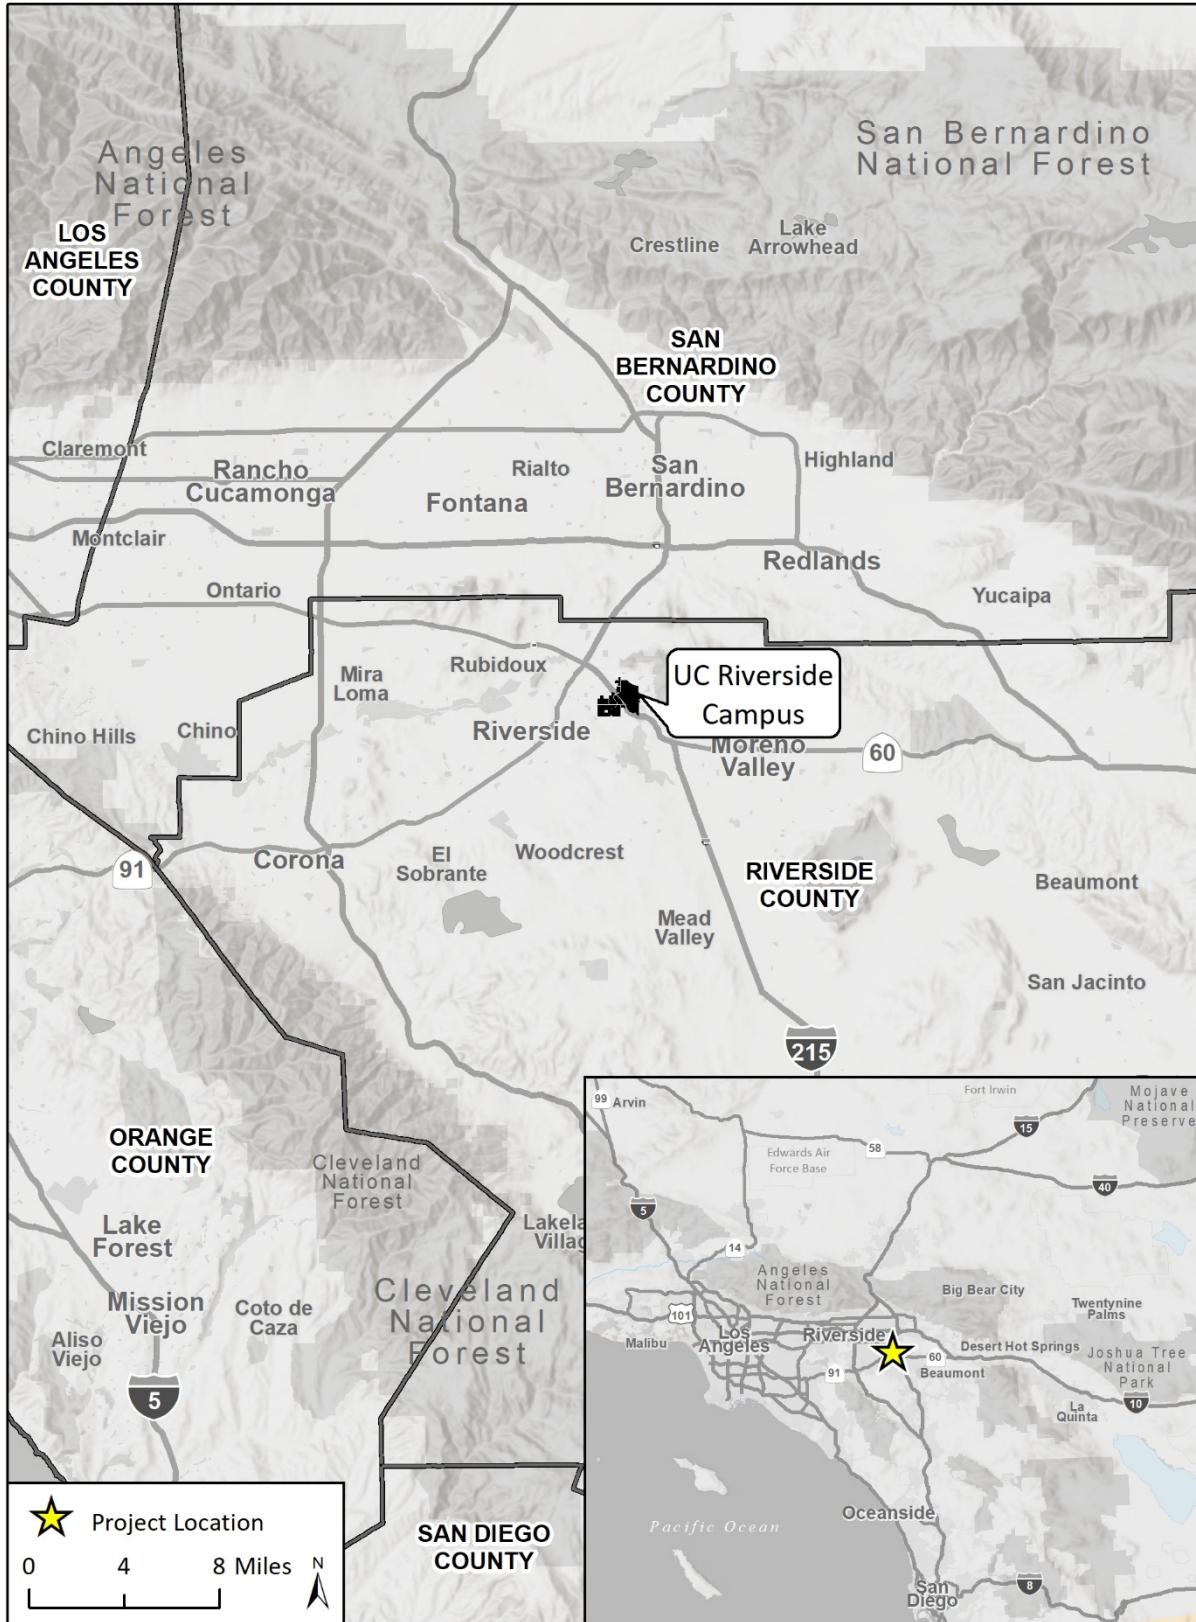 San Bernardino
National Forest
Angeles
National
Forest
LOS
ANGELES
COUNTY
Crestline
Lake
Arrowhead
SAN
BERNARDINO
COUNTY
Claremont
Rancho
Cucamonga
Rialto
San
Bernardino
Highland
Fontana
Montclair
Redlands
Ontario
Yucaipa
Mira
Loma
Rubidoux
UC Riverside
Campus
Riverside
Chino Hills
Chino
Moreno
Valley
60
91
Corona
El
Sobrante
Woodcrest
RIVERSIDE
COUNTY
Beaumont
Mead
Valley
San Jacinto
215
ORANGE
COUNTY
Cleveland
National
Forest
Lake
Forest
Mission
Viejo
Coto de
Caza
Aliso
Viejo
Cleveland
National
Forest
5
SAN DIEGO
COUNTY
Project Location
0 4 8 Miles
N
99
Arvin
Fort Irwin
Mojave
National
Preserve
15
58
Edwards Air
Force Base
40
5
14
Angeles
National
Forest
Big Bear City
Twentynine
Palms
101
Malibu
Los
Angeles
Riverside
60
Desert Hot Springs
Joshua Tree
National
Park
91
Beaumont
La
Quinta
10
Oceanside
Pacific Ocean
San
Diego
8